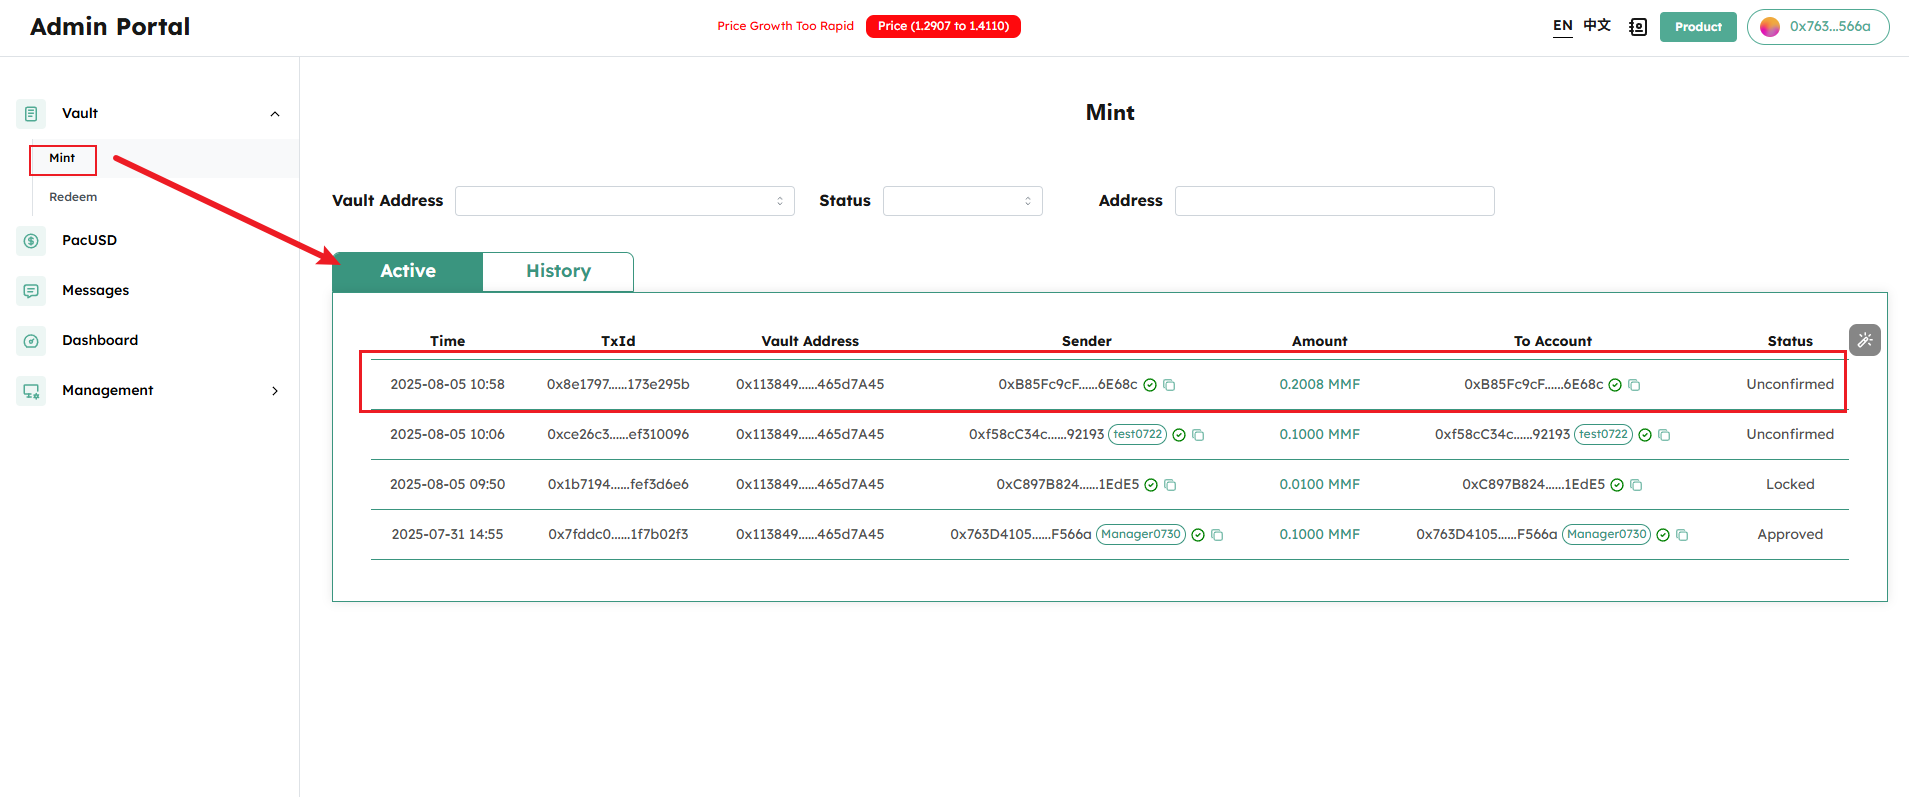 Admin Portal
Price Growth Too Rapid Price (1.2907 to 1.4110)
EN 中文 Product 0x763...566a
Vault
Mint
Redeem
PacUSD
Messages
Dashboard
Management
Mint
Vault Address Status Address
Active History
Time TxId Vault Address Sender Amount To Account Status
2025-08-05 10:58 0x8e1797......173e295b 0x113849......465d7A45 0xB85Fc9cF......6E68c 0.2008 MMF 0xB85Fc9cF......6E68c Unconfirmed
2025-08-05 10:06 0xce26c3......ef310096 0x113849......465d7A45 0xf58cC34c......92193 test0722 0.1000 MMF 0xf58cC34c......92193 test0722 Unconfirmed
2025-08-05 09:50 0x1b7194......fef3d6e6 0x113849......465d7A45 0xC897B824......1EdE5 0.0100 MMF 0xC897B824......1EdE5 Locked
2025-07-31 14:55 0x7fddc0......1f7b02f3 0x113849......465d7A45 0x763D4105......F566a Manager0730 0.1000 MMF 0x763D4105......F566a Manager0730 Approved